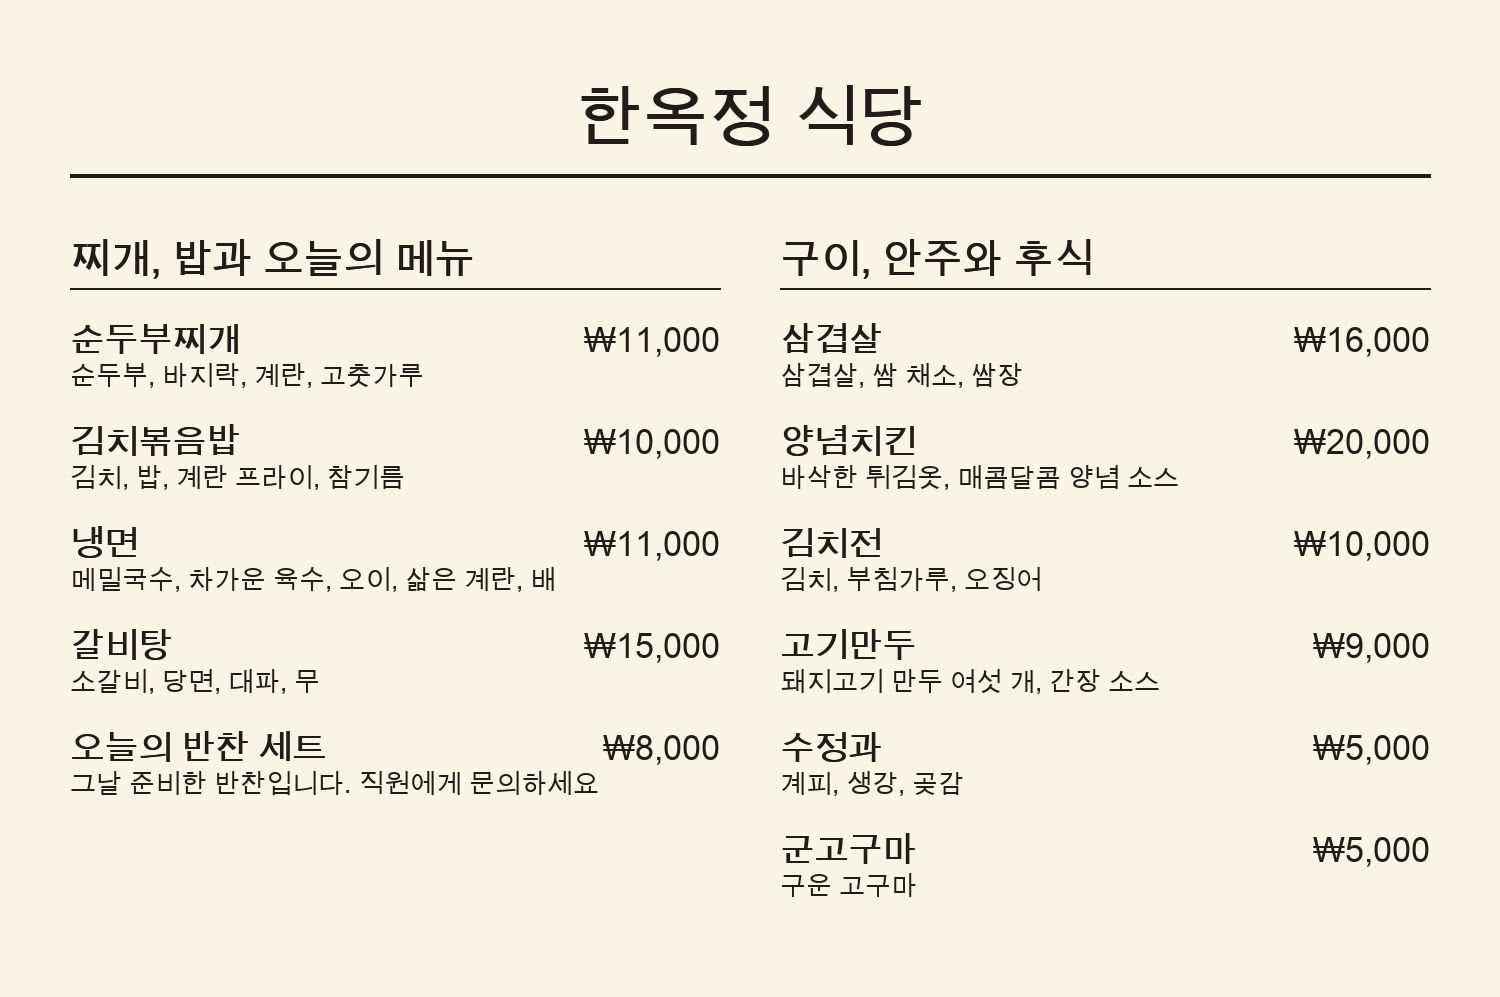 한옥정 식당
찌개, 밥과 오늘의 메뉴
순두부찌개 ₩11,000
순두부, 바지락, 계란, 고춧가루
김치볶음밥 ₩10,000
김치, 밥, 계란 프라이, 참기름
냉면 ₩11,000
메밀국수, 차가운 육수, 오이, 삶은 계란, 배
갈비탕 ₩15,000
소갈비, 당면, 대파, 무
오늘의 반찬 세트 ₩8,000
그날 준비한 반찬입니다. 직원에게 문의하세요
구이, 안주와 후식
삼겹살 ₩16,000
삼겹살, 쌈 채소, 쌈장
양념치킨 ₩20,000
바삭한 튀김옷, 매콤달콤 양념 소스
김치전 ₩10,000
김치, 부침가루, 오징어
고기만두 ₩9,000
돼지고기 만두 여섯 개, 간장 소스
수정과 ₩5,000
계피, 생강, 곶감
군고구마 ₩5,000
구운 고구마